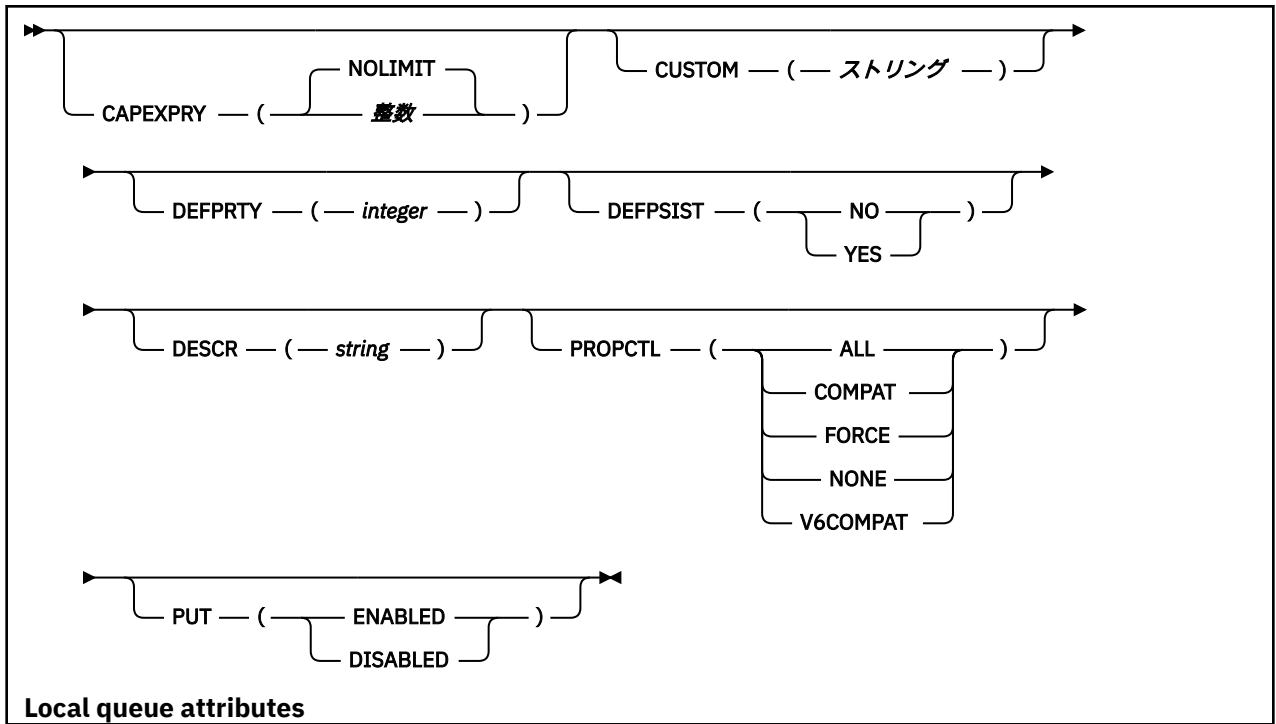 NOLIMIT
CAPEXPRY ( 整数 )
CUSTOM ( ストリング )
DEFPRTY ( integer )
DEFPSIST ( NO )
YES
DESCR ( string )
PROPCTL ( ALL )
COMPAT
FORCE
NONE
V6COMPAT
PUT ( ENABLED )
DISABLED
Local queue attributes